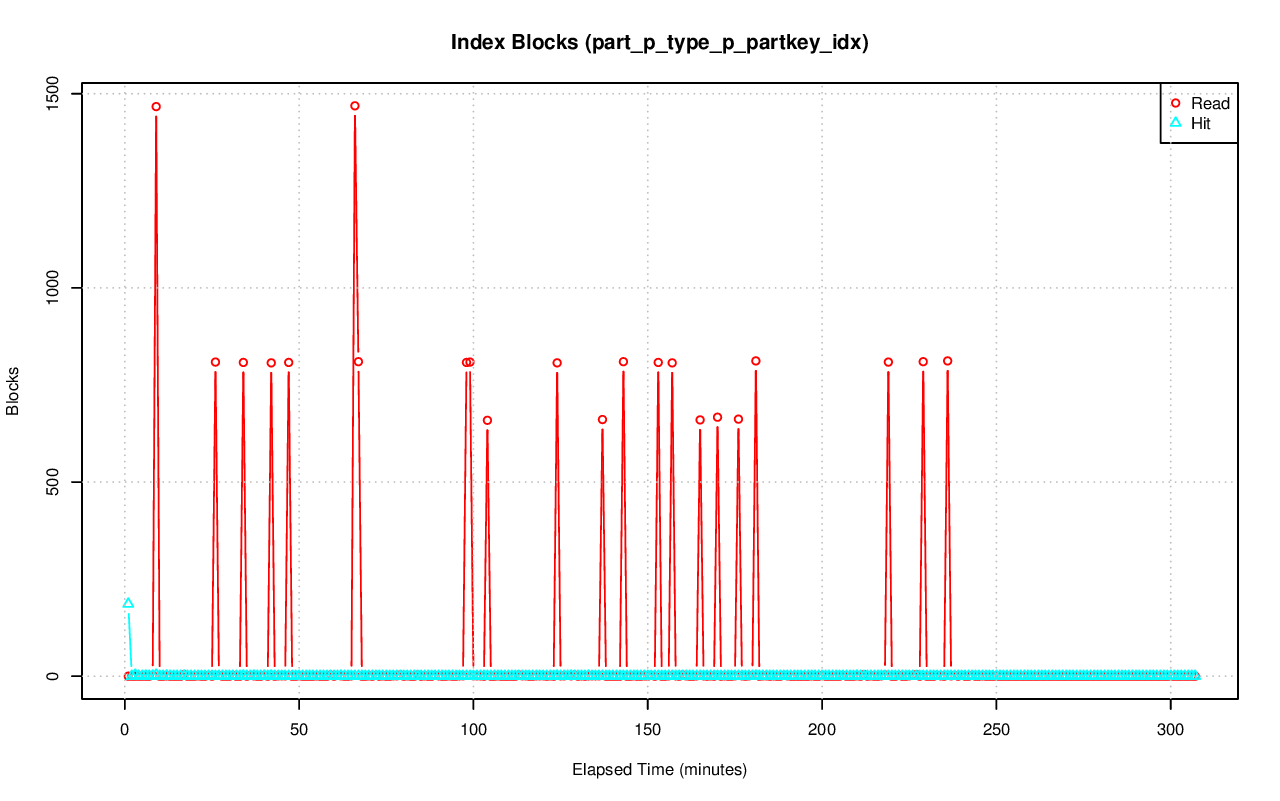 Index Blocks (part_p_type_p_partkey_idx)
Read
Hit
Blocks
1500
1000
500
0
0 50 100 150 200 250 300
Elapsed Time (minutes)